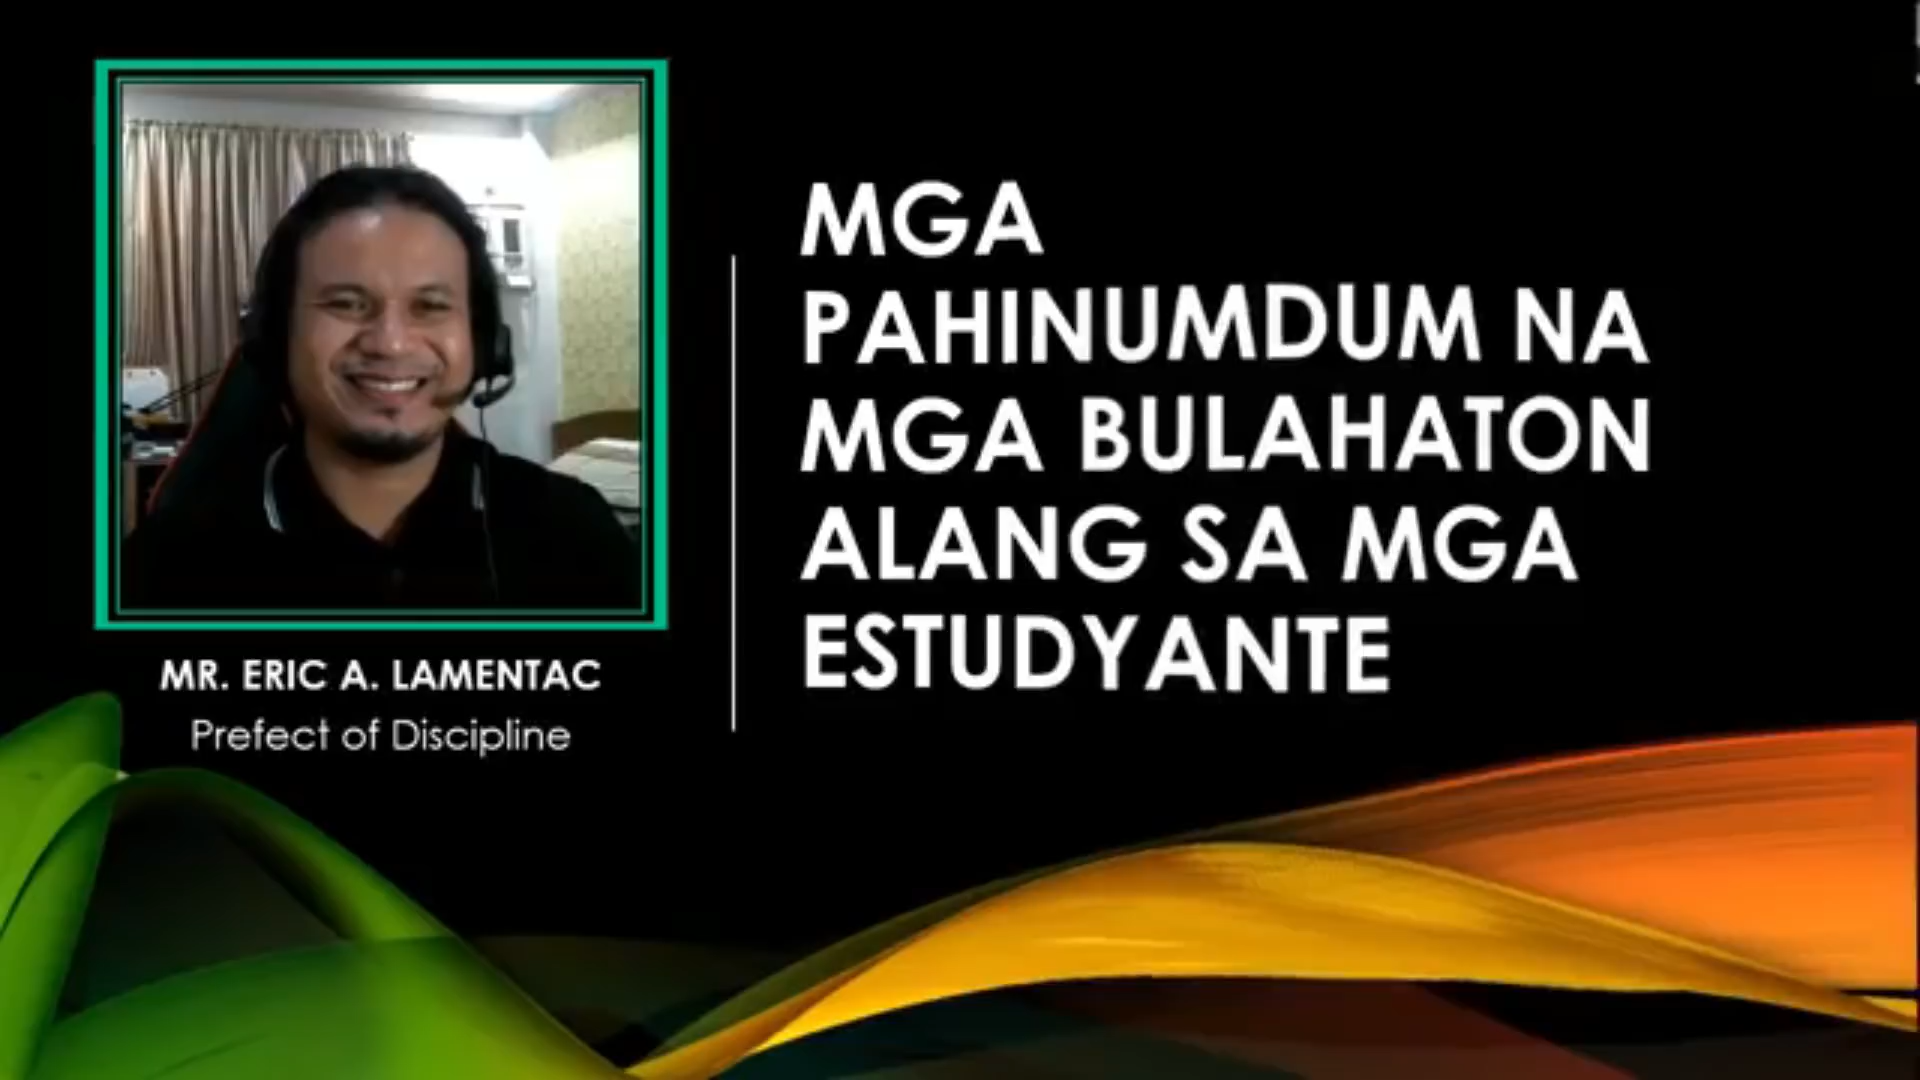 MGA
PAHINUMDUM NA
MGA BULAHATON
ALANG SA MGA
ESTUDYANTE
MR. ERIC A. LAMENTAC
Prefect of Discipline